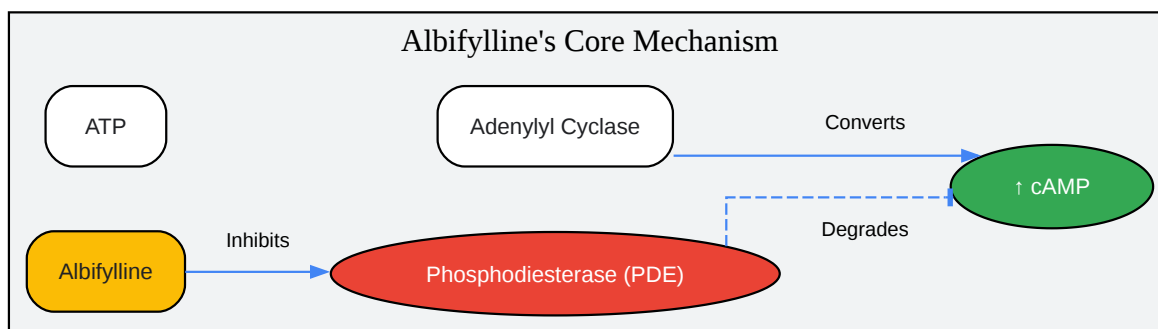 Albifylline's Core Mechanism
ATP
Adenylyl Cyclase
Converts
↑ cAMP
Degrades
Albifylline
Inhibits
Phosphodiesterase (PDE)